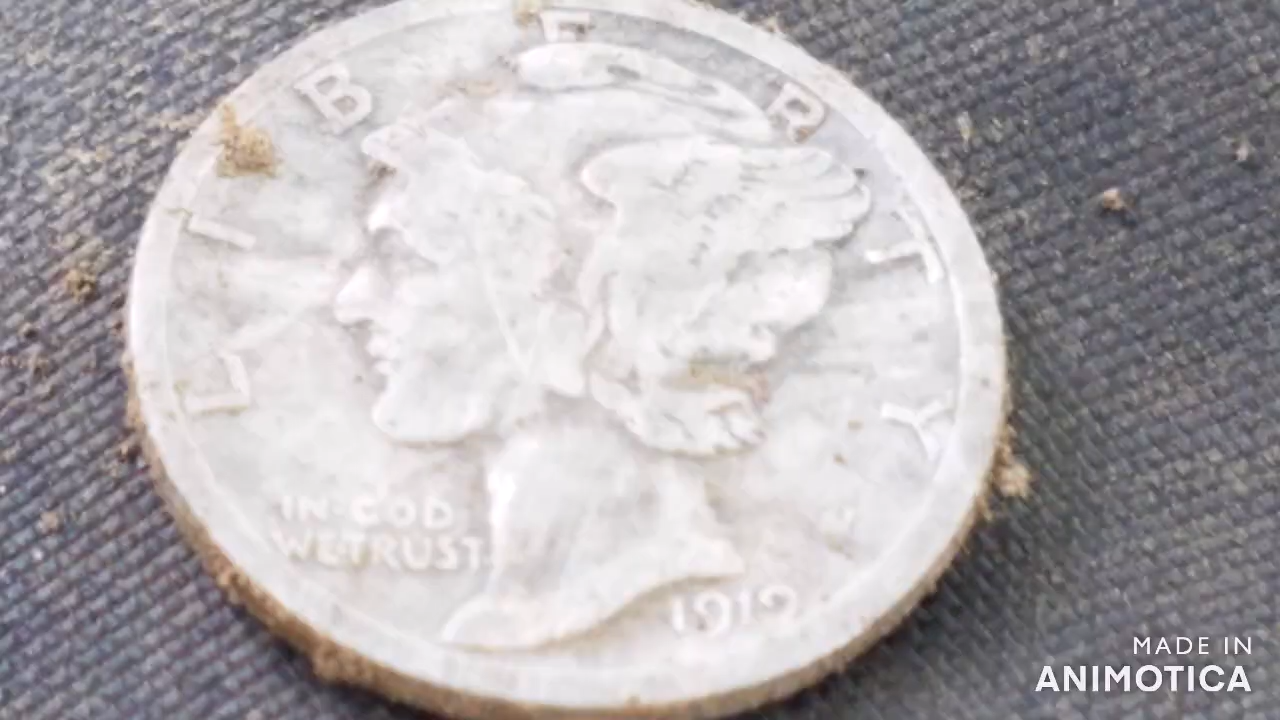 LIBERTY
IN GOD
WE TRUST
1919
MADE IN
ANIMOTICA